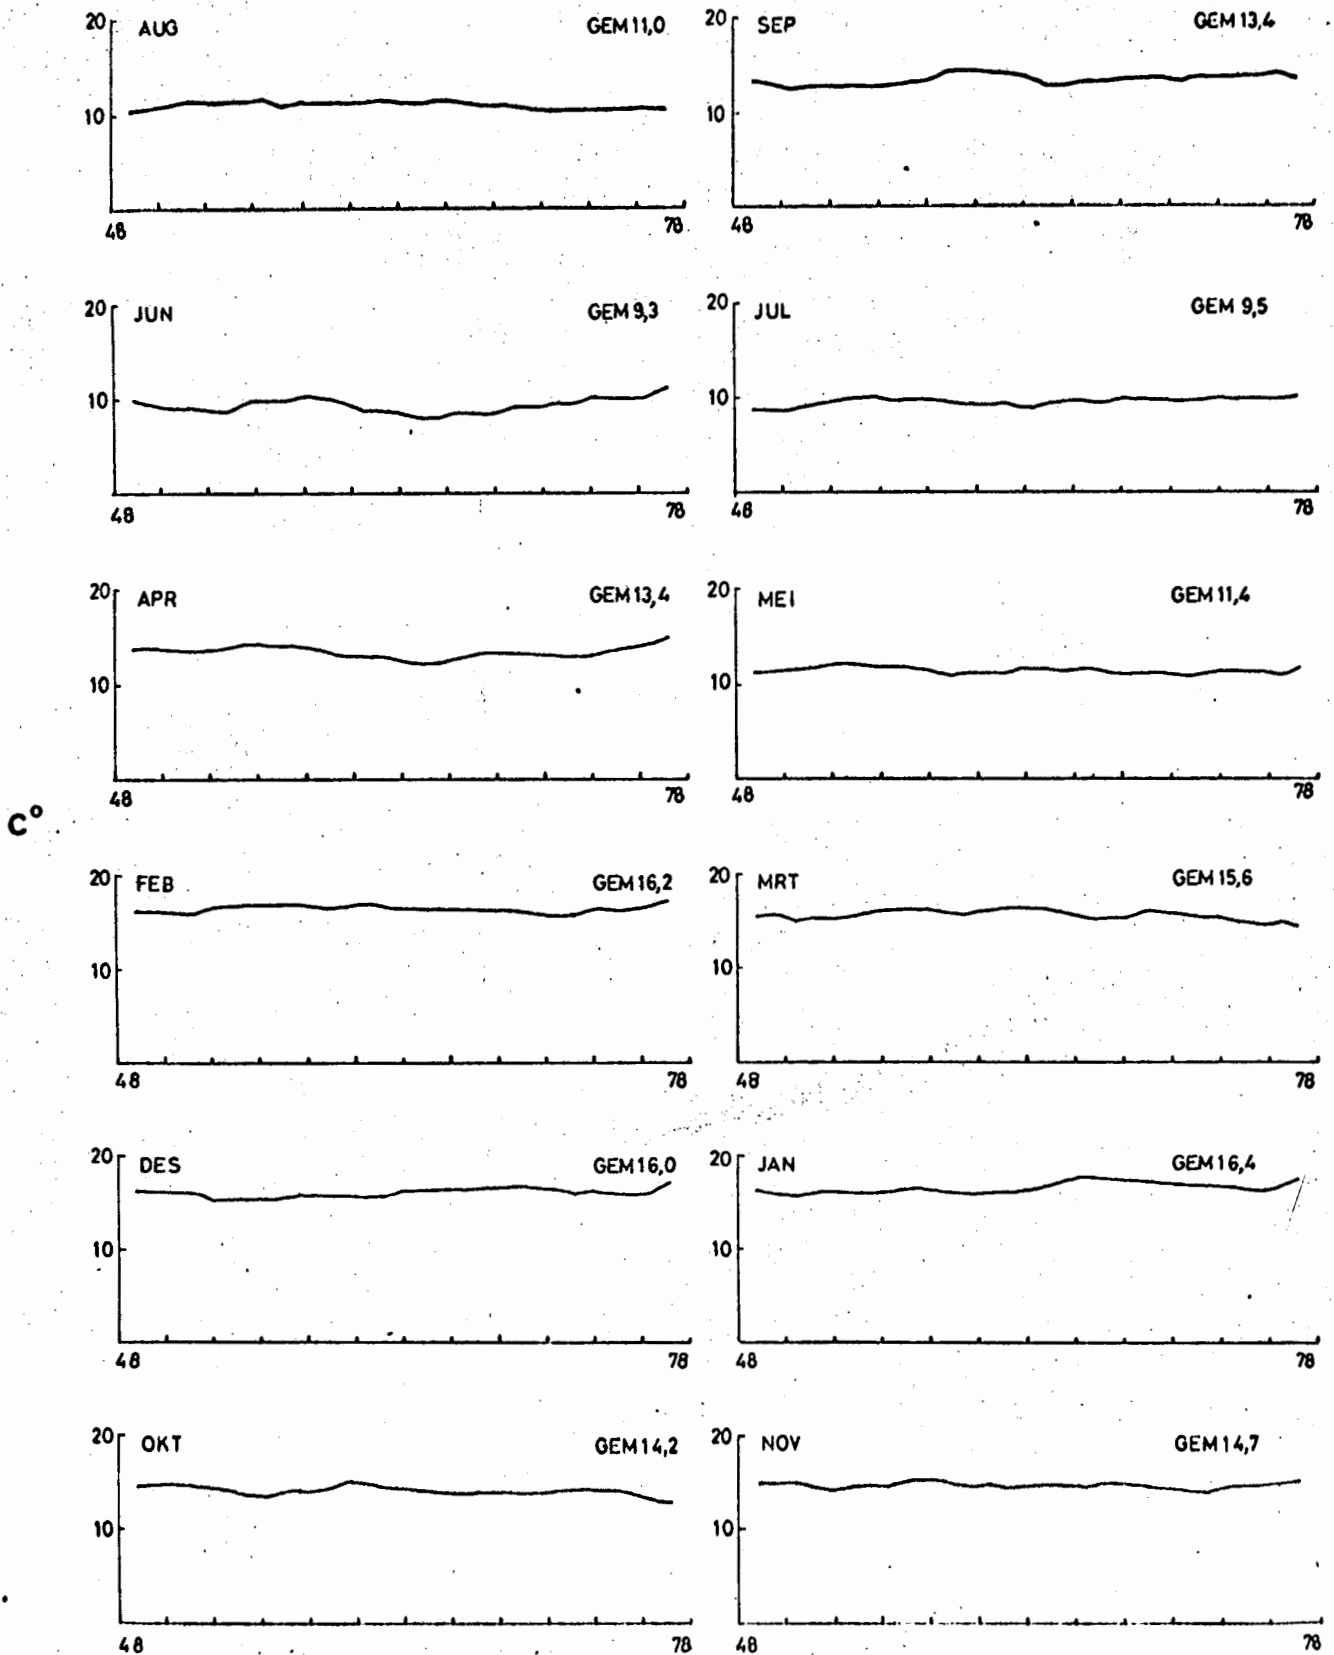 20 AUG GEM 11,0
10
48 78
20 SEP GEM 13,4
10
48 78
20 JUN GEM 9,3
10
48 78
20 JUL GEM 9,5
10
48 78
20 APR GEM 13,4
10
48 78
20 MEI GEM 11,4
10
48 78
C°
20 FEB GEM 16,2
10
48 78
20 MRT GEM 15,6
10
48 78
20 DES GEM 16,0
10
48 78
20 JAN GEM 16,4
10
48 78
20 OKT GEM 14,2
10
48 78
20 NOV GEM 14,7
10
48 78